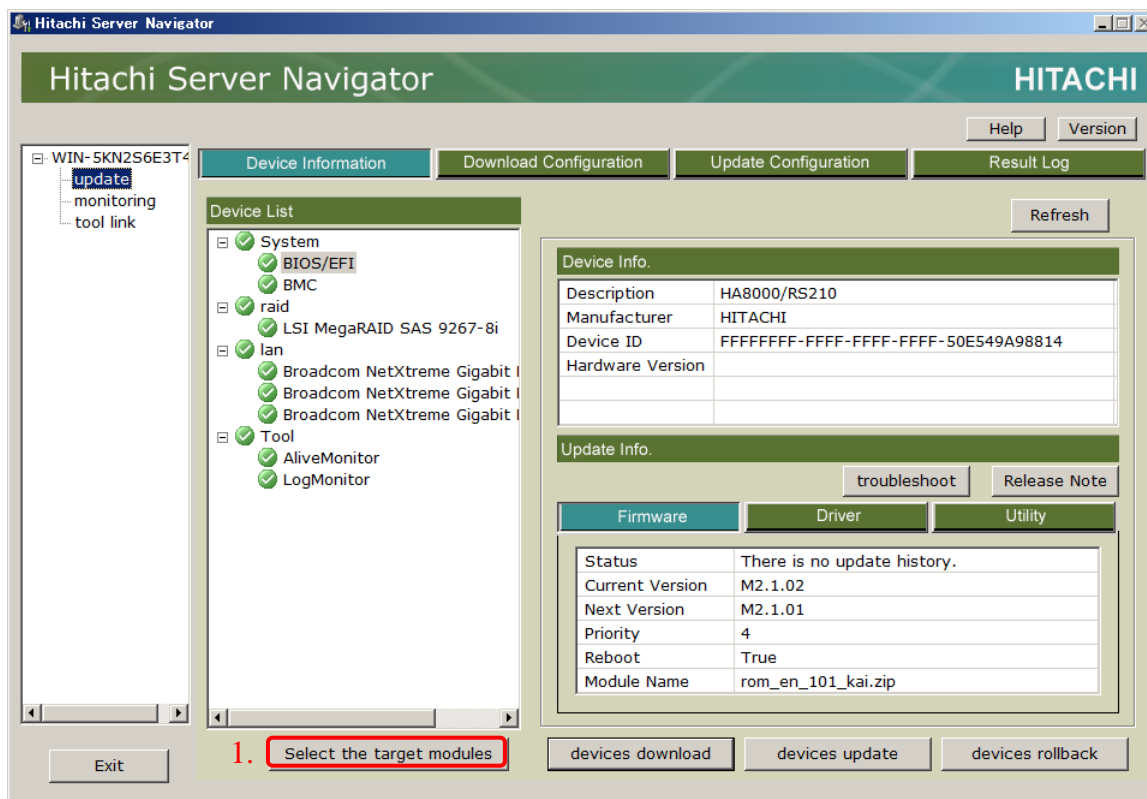 Hitachi Server Navigator
Hitachi Server Navigator HITACHI
Help Version
WIN-5KN2S6E3T4
update
monitoring
tool link
Device Information Download Configuration Update Configuration Result Log
Device List
Refresh
System
BIOS/EFI
BMC
raid
LSI MegaRAID SAS 9267-8i
lan
Broadcom NetXtreme Gigabit
Broadcom NetXtreme Gigabit
Broadcom NetXtreme Gigabit
Tool
AliveMonitor
LogMonitor
Device Info.
Description HA8000/RS210
Manufacturer HITACHI
Device ID FFFFFFFF-FFFF-FFFF-FFFF-50E549A98814
Hardware Version
Update Info.
troubleshoot Release Note
Firmware Driver Utility
Status There is no update history.
Current Version M2.1.02
Next Version M2.1.01
Priority 4
Reboot True
Module Name rom_en_101_kai.zip
Exit
1. Select the target modules
devices download devices update devices rollback